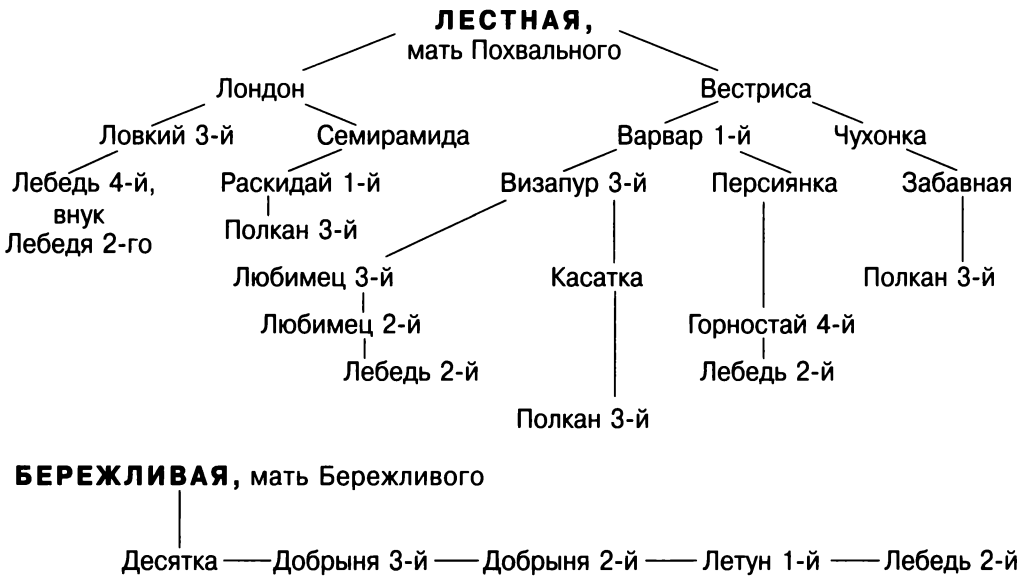 ЛЕСТНАЯ,
мать Похвального
Лондон Вестриса
Ловкий 3-й Семирамида Варвар 1-й Чухонка
Лебедь 4-й, Раскидай 1-й Визапур 3-й Персиянка Забавная
внук
Полкан 3-й
Лебедя 2-го
Любимец 3-й Касатка Полкан 3-й
Любимец 2-й Горностай 4-й
Лебедь 2-й Лебедь 2-й
Полкан 3-й
БЕРЕЖЛИВАЯ, мать Бережливого
Десятка Добрыня 3-й Добрыня 2-й Летун 1-й Лебедь 2-й